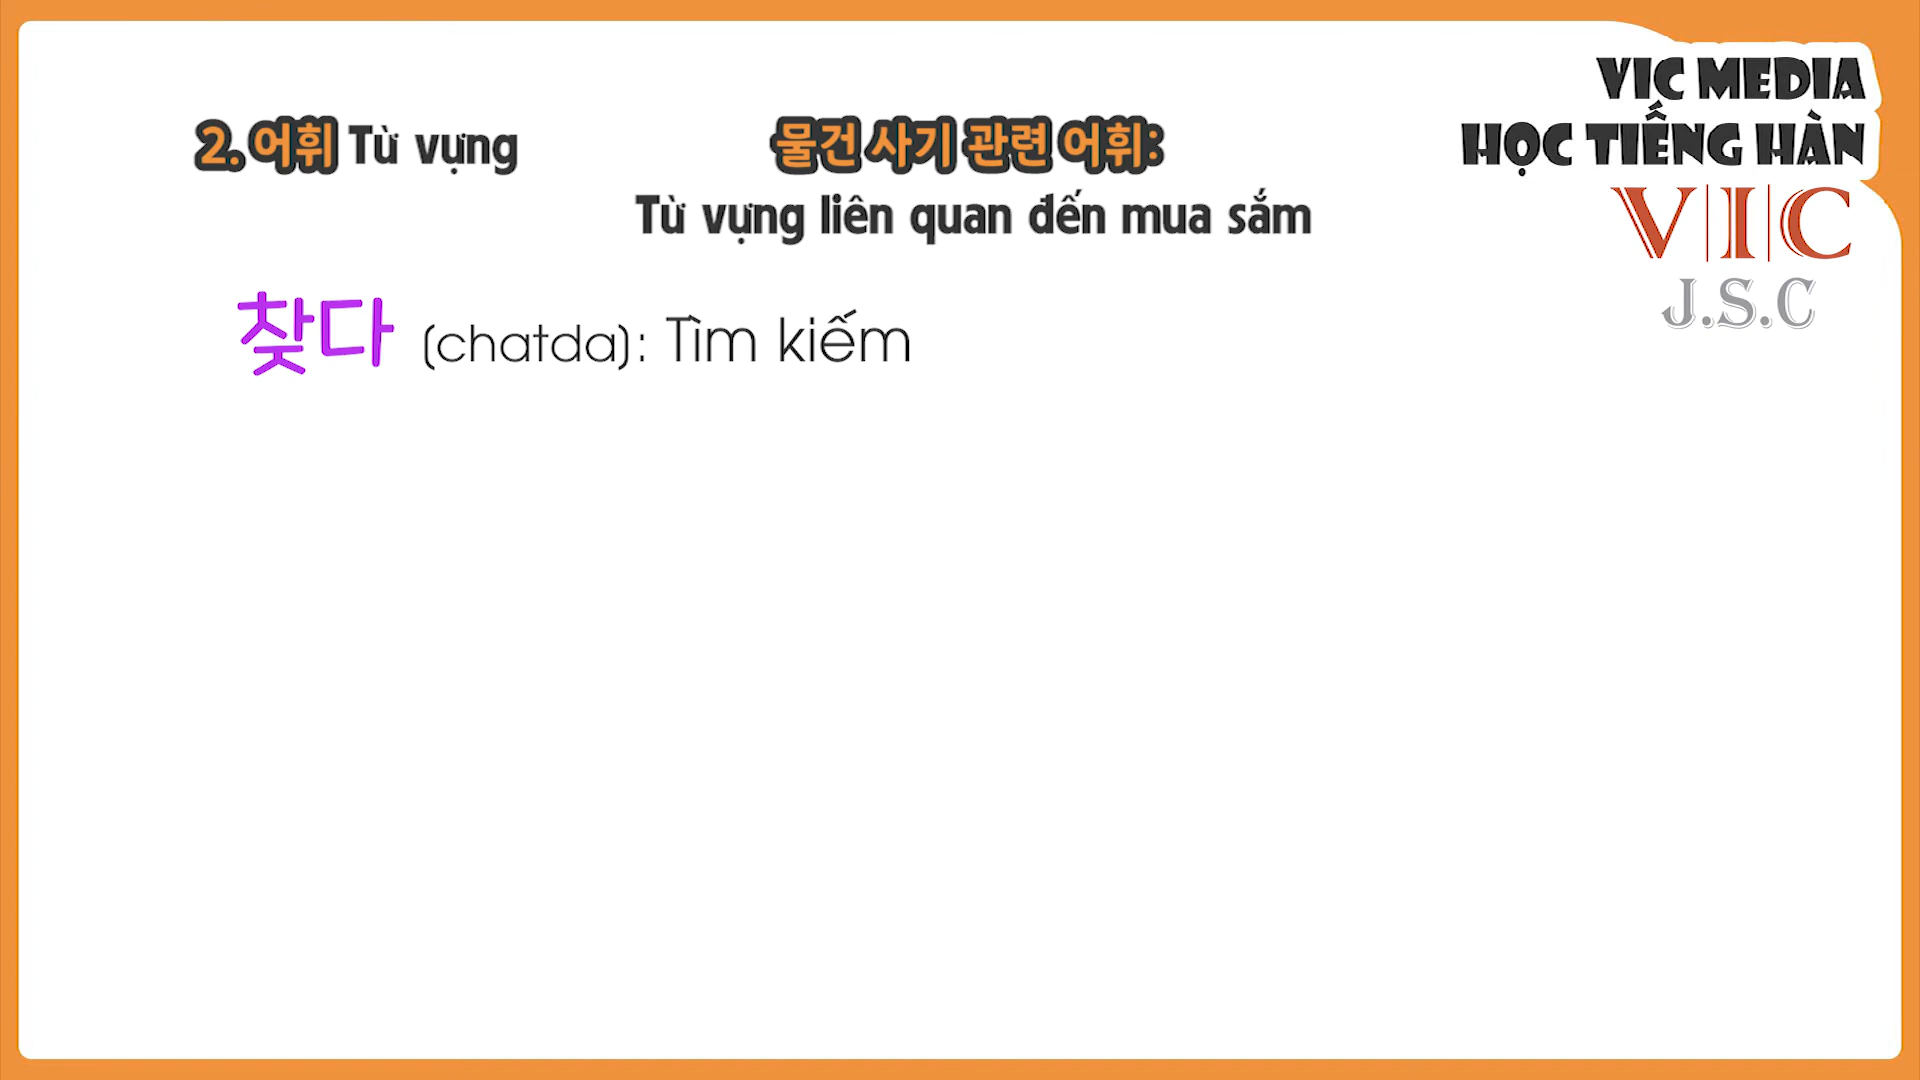 VIC MEDIA
HỌC TIẾNG HÀN
V|I|C
J.S.C
2. 어휘 Từ vựng
물건 사기 관련 어휘:
Từ vựng liên quan đến mua sắm
찾다 (chatda): Tìm kiếm